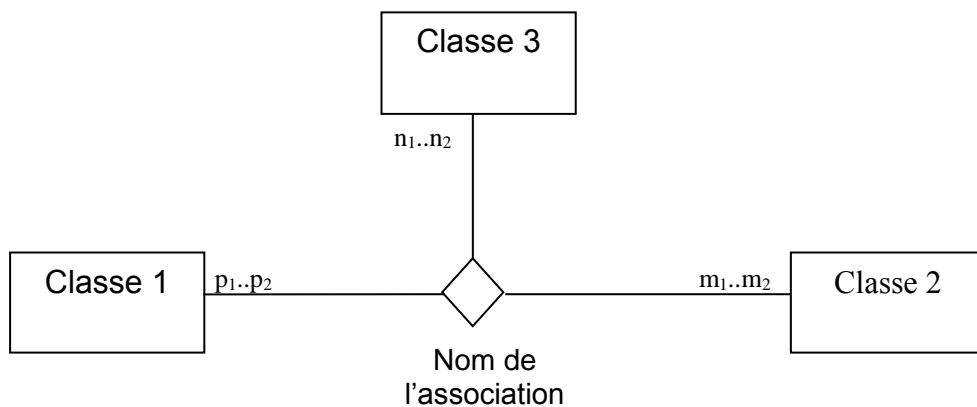 Classe 3
n₁..n₂
Classe 1
p₁..p₂
m₁..m₂
Classe 2
Nom de
l’association